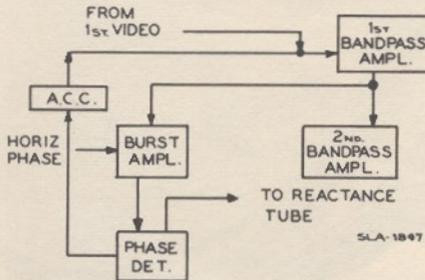 FROM
1ST. VIDEO
1ST
BANDPASS
AMPL.
A.C.C.
HORIZ
PHASE
BURST
AMPL.
2ND.
BANDPASS
AMPL.
TO REACTANCE
TUBE
PHASE
DET.
SLA-1847